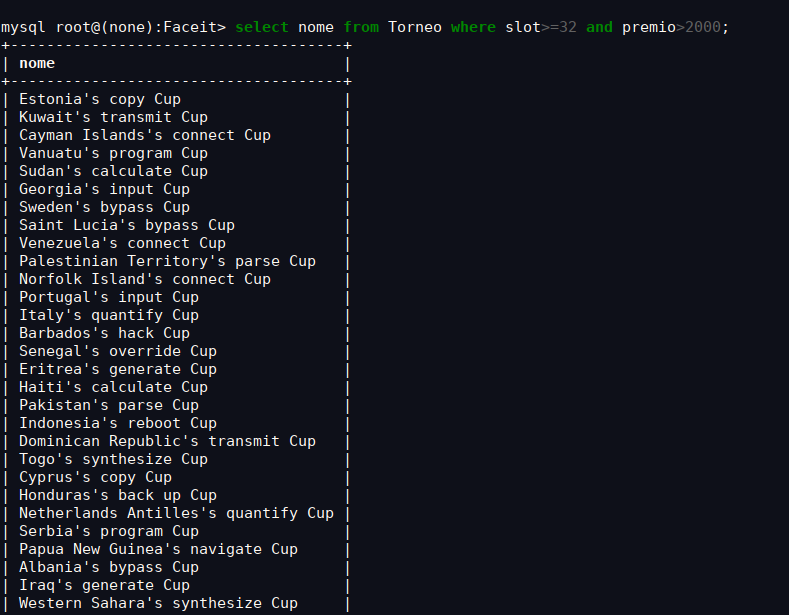 mysql root@(none):Faceit> select nome from Torneo where slot>=32 and premio>2000;
+-------------------------------------+
| nome                                |
+-------------------------------------+
| Estonia's copy Cup                  |
| Kuwait's transmit Cup               |
| Cayman Islands's connect Cup        |
| Vanuatu's program Cup               |
| Sudan's calculate Cup               |
| Georgia's input Cup                 |
| Sweden's bypass Cup                 |
| Saint Lucia's bypass Cup            |
| Venezuela's connect Cup             |
| Palestinian Territory's parse Cup   |
| Norfolk Island's connect Cup        |
| Portugal's input Cup                |
| Italy's quantify Cup                |
| Barbados's hack Cup                 |
| Senegal's override Cup              |
| Eritrea's generate Cup              |
| Haiti's calculate Cup               |
| Pakistan's parse Cup                |
| Indonesia's reboot Cup              |
| Dominican Republic's transmit Cup   |
| Togo's synthesize Cup               |
| Cyprus's copy Cup                   |
| Honduras's back up Cup              |
| Netherlands Antilles's quantify Cup |
| Serbia's program Cup                |
| Papua New Guinea's navigate Cup     |
| Albania's bypass Cup                |
| Iraq's generate Cup                 |
| Western Sahara's synthesize Cup     |